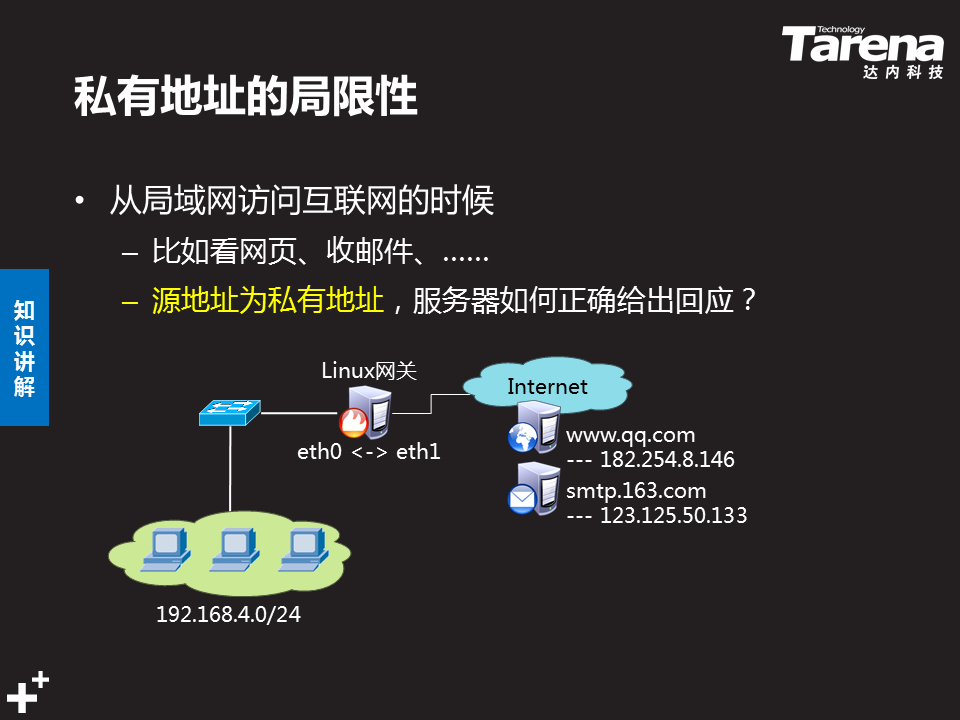 Technology
Tarena
达内科技
私有地址的局限性
• 从局域网访问互联网的时候
– 比如看网页、收邮件、……
– 源地址为私有地址，服务器如何正确给出回应？
知识讲解
Linux网关
Internet
eth0 <-> eth1
www.qq.com
--- 182.254.8.146
smtp.163.com
--- 123.125.50.133
192.168.4.0/24